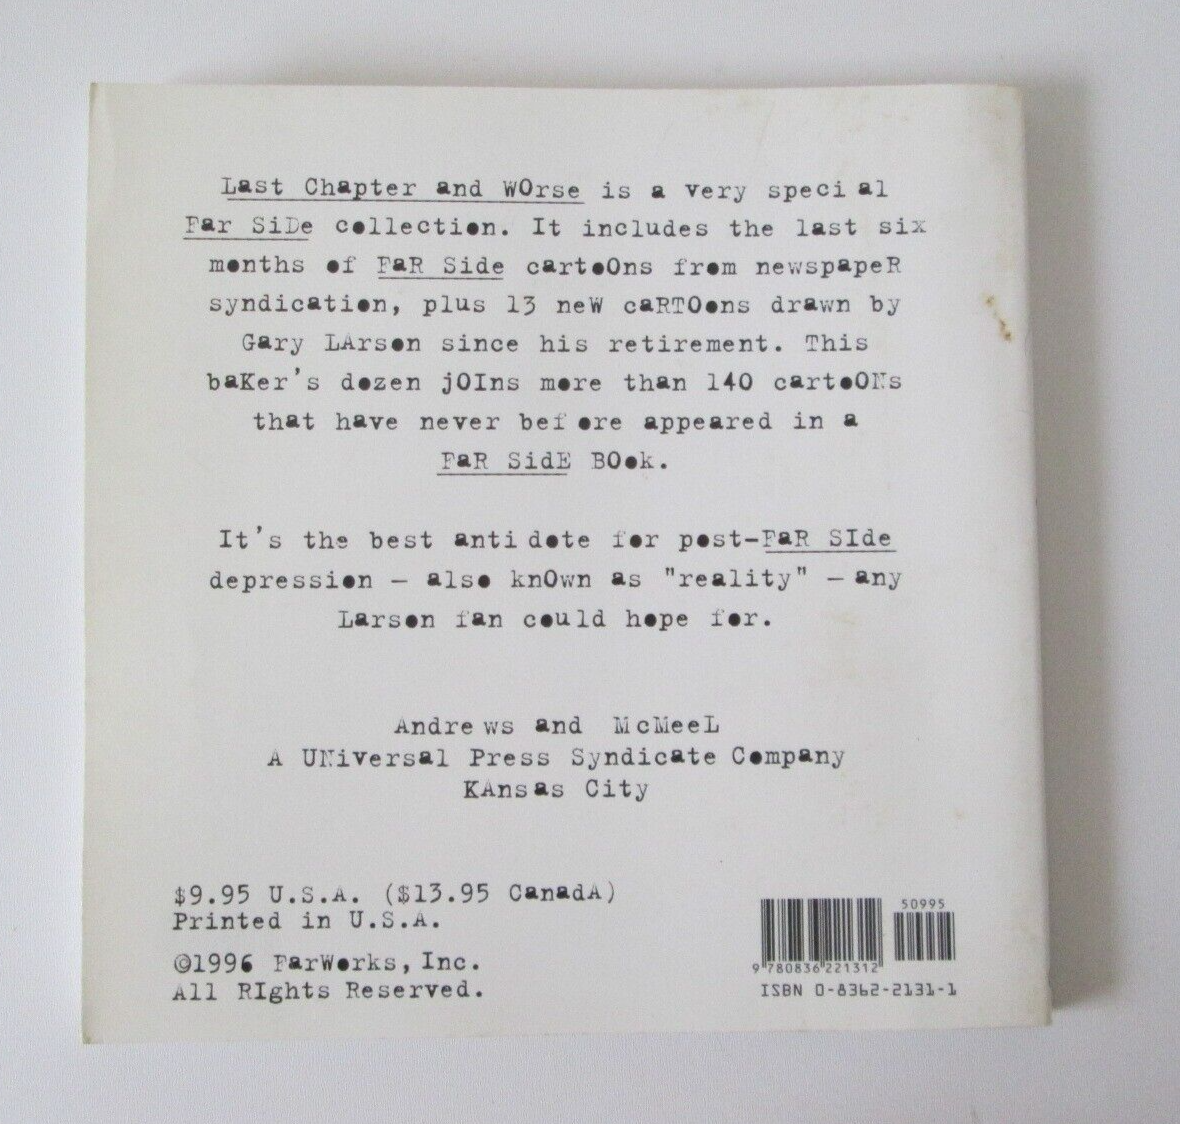 Last Chapter and WOrse is a very speci al
Far SiDe collection. It includes the last six
months of FaR Side cartoOns from newspapeR
syndication, plus 13 neW caRTOons drawn by
Gary LArson since his retirement. This
baKer's dozen jOIns more than 140 cartoONs
that have never bef ore appeared in a
FaR SidE BOok.
It's the best anti dote for post-FaR SIde
depression — also knOwn as "reality" — any
Larson fan could hope for.
Andre ws and McMeeL
A UNiversal Press Syndicate Company
KAnsas City
$9.95 U.S.A. ($13.95 CanadA)
Printed in U.S.A.
©1996 FarWorks, Inc.
All RIghts Reserved.
50995
9 780836 221312
ISBN 0-8362-2131-1